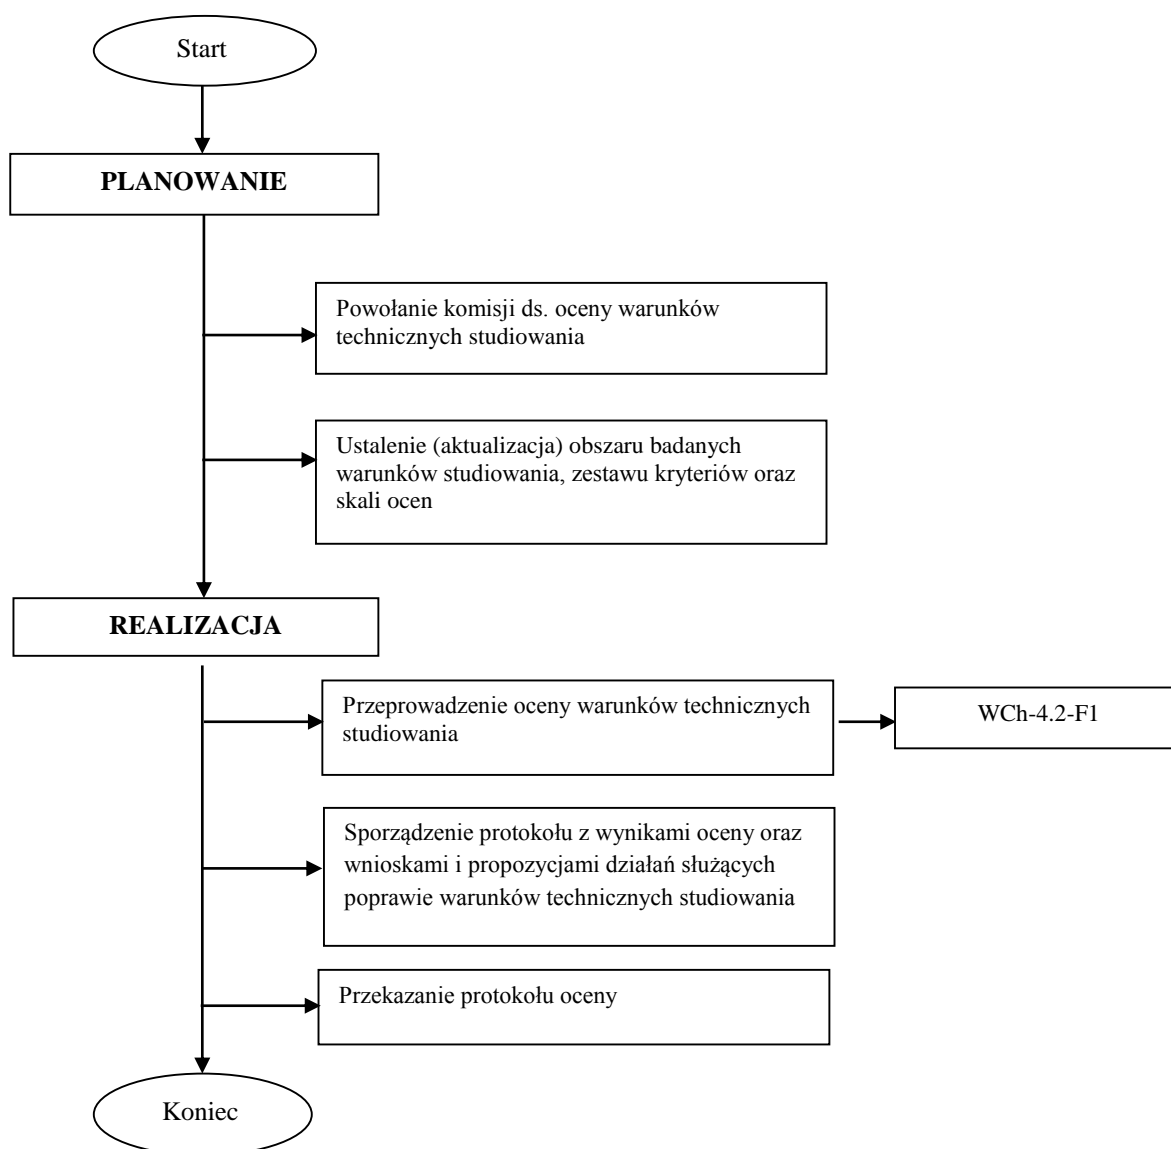 Start
PLANOWANIE
Powołanie komisji ds. oceny warunków
technicznych studiowania
Ustalenie (aktualizacja) obszaru badanych
warunków studiowania, zestawu kryteriów oraz
skali ocen
REALIZACJA
Przeprowadzenie oceny warunków technicznych
studiowania
WCh-4.2-F1
Sporządzenie protokołu z wynikami oceny oraz
wnioskami i propozycjami działań służących
poprawie warunków technicznych studiowania
Przekazanie protokołu oceny
Koniec